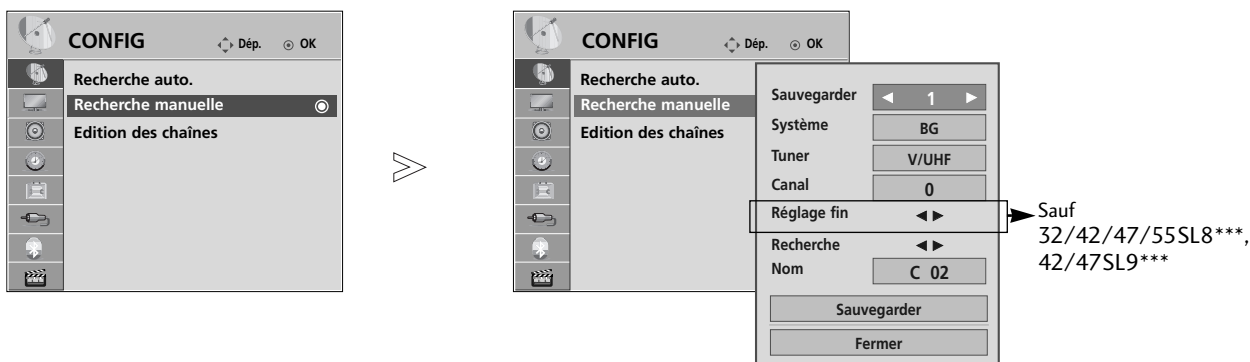 CONFIG
Dép. OK
Recherche auto.
Recherche manuelle
Edition des chaînes
CONFIG
Dép. OK
Recherche auto.
Recherche manuelle
Edition des chaînes
Sauvegarder ◄ 1 ►
Système BG
Tuner V/UHF
Canal 0
Réglage fin ◄ ►
Recherche ◄ ►
Nom C 02
Sauvegarder
Fermer
Sauf
32/42/47/55SL8***,
42/47SL9***